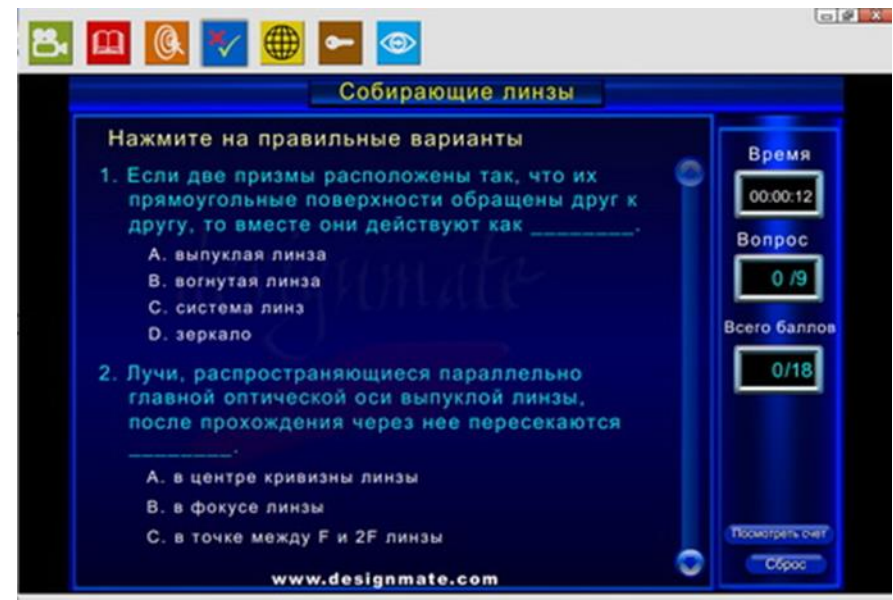 Собирающие линзы
Нажмите на правильные варианты
1. Если две призмы расположены так, что их
прямоугольные поверхности обращены друг к
другу, то вместе они действуют как ________.
A. выпуклая линза
B. вогнутая линза
C. система линз
D. зеркало
2. Лучи, распространяющиеся параллельно
главной оптической оси выпуклой линзы,
после прохождения через нее пересекаются
________.
A. в центре кривизны линзы
B. в фокусе линзы
C. в точке между F и 2F линзы
www.designmate.com
Время
00:00:12
Вопрос
0 /9
Всего баллов
0/18
Посмотреть счет
Сброс